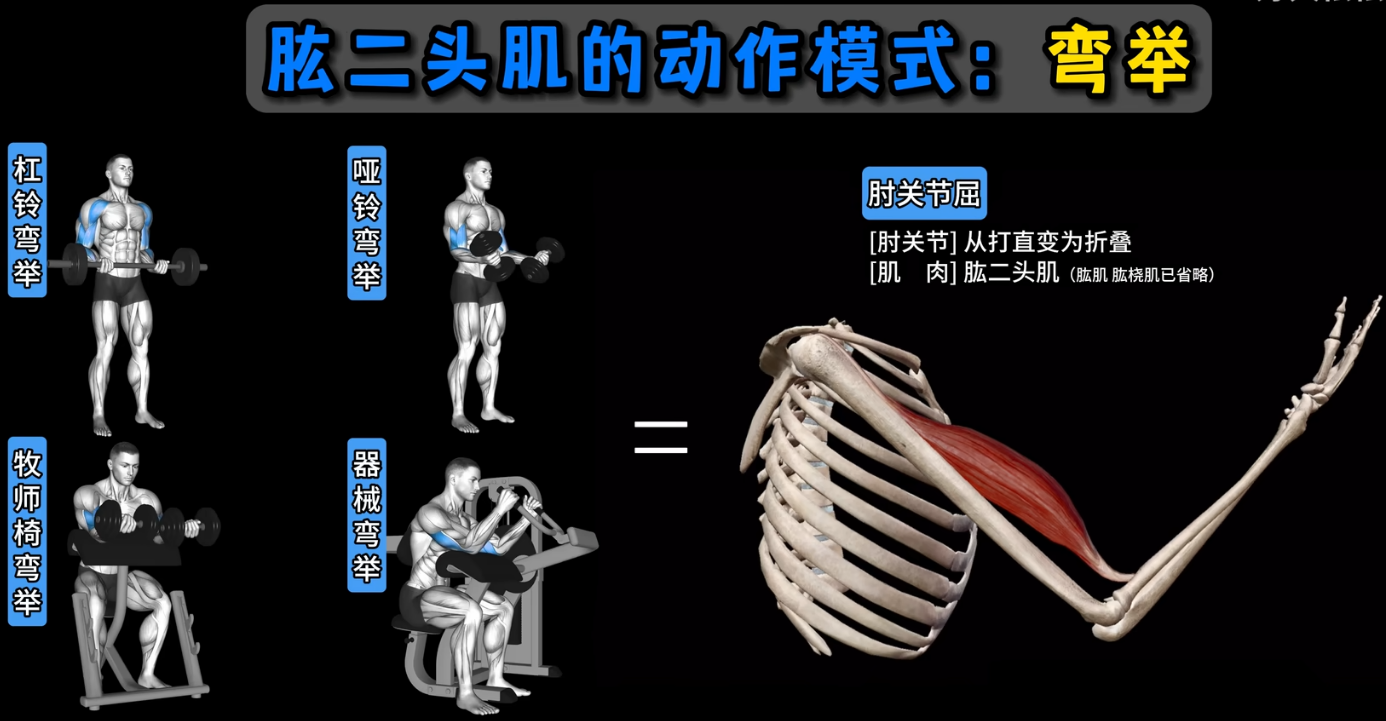 肱二头肌的动作模式：弯举
杠铃弯举
哑铃弯举
肘关节屈
[肘关节] 从打直变为折叠
[肌　肉] 肱二头肌（肱肌 肱桡肌已省略）
牧师椅弯举
器械弯举
=